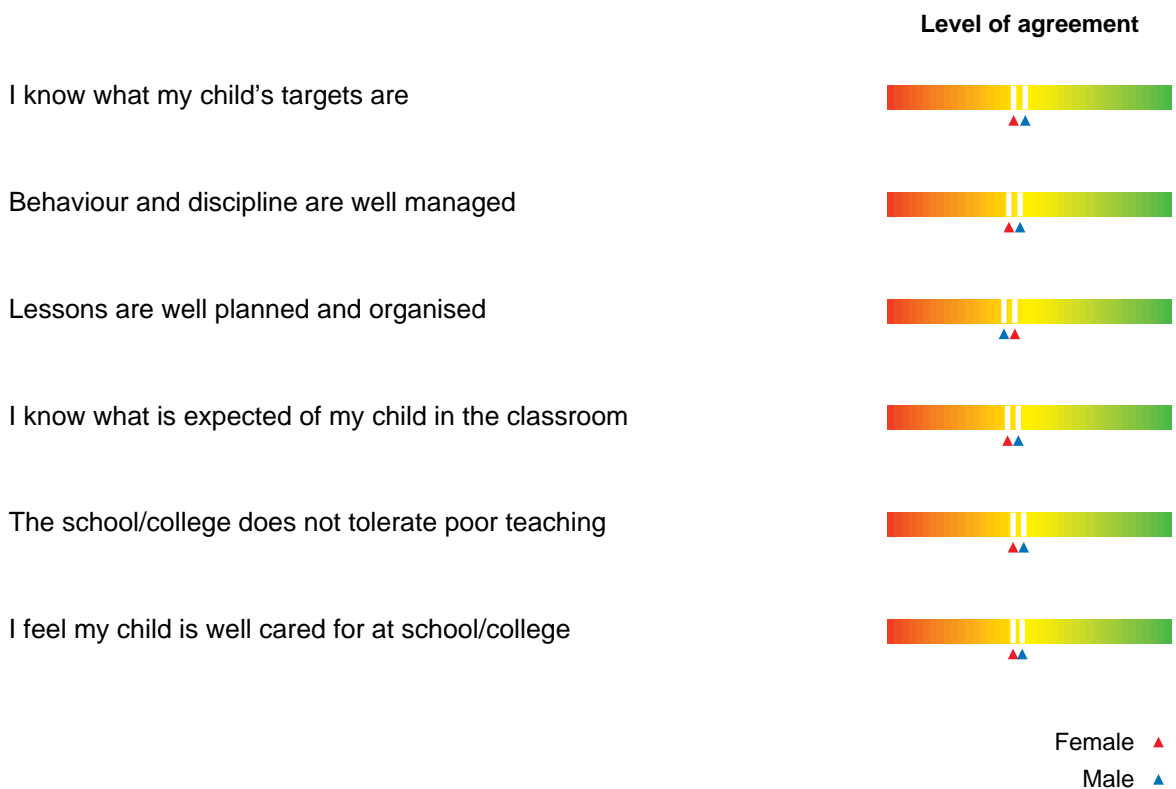 Level of agreement
I know what my child's targets are
Behaviour and discipline are well managed
Lessons are well planned and organised
I know what is expected of my child in the classroom
The school/college does not tolerate poor teaching
I feel my child is well cared for at school/college
Female
Male